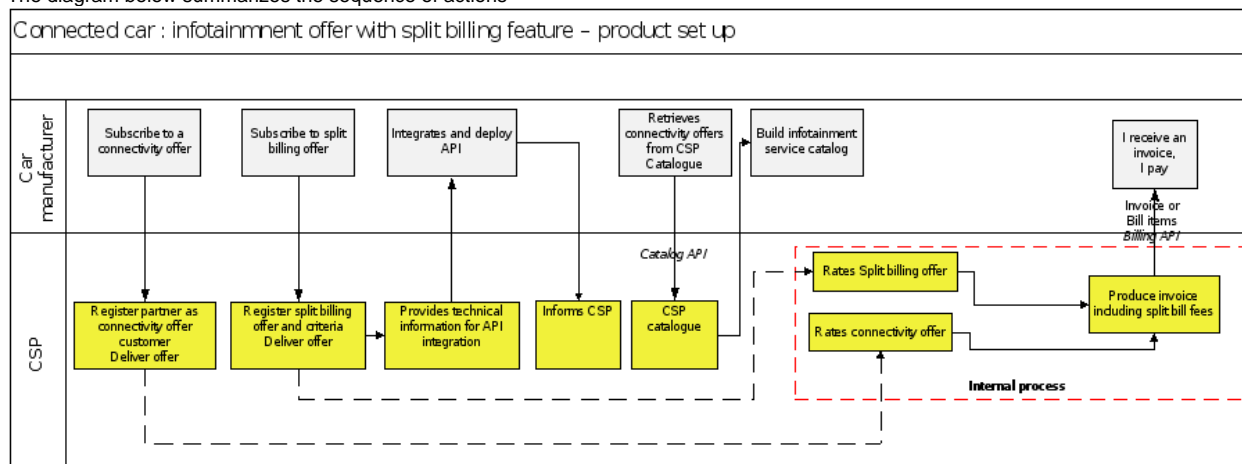 The diagram below summarizes the sequence of actions
Connected car : infotainmnent offer with split billing feature – product set up
Car
manufacturer
Subscribe to a
connectivity offer
Subscribe to split
billing offer
Integrates and deploy
API
Retrieves
connectivity offers
from CSP
Catalogue
Build infotainment
service catalog
I receive an
invoice,
I pay
Invoice or
Bill items
Billing API
Catalog API
CSP
Register partner as
connectivity offer
customer
Deliver offer
Register split billing
offer and criteria
Deliver offer
Provides technical
information for API
integration
Informs CSP
CSP
catalogue
Rates Split billing offer
Rates connectivity offer
Produce invoice
including split bill fees
Internal process